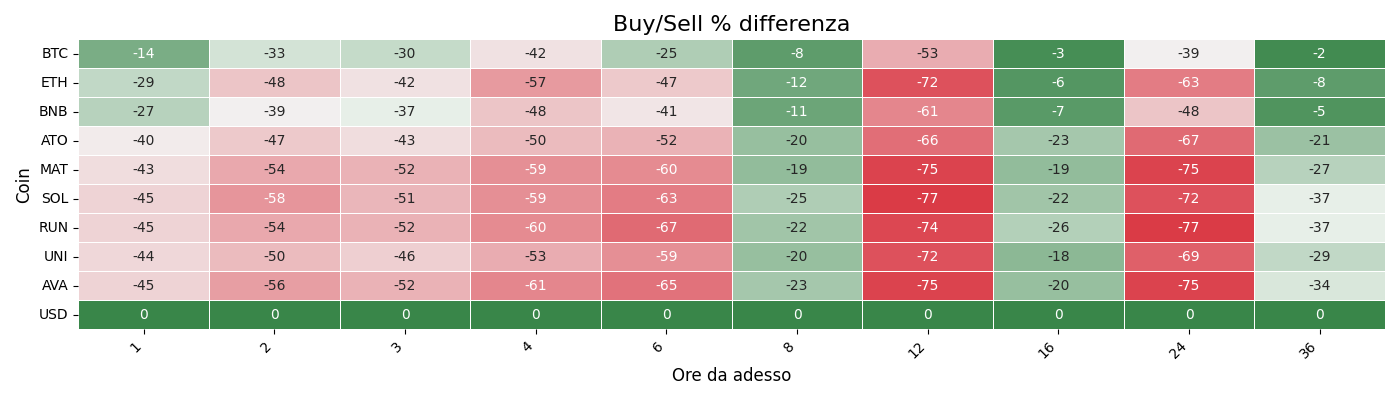 Buy/Sell % differenza
Coin
BTC -14 -33 -30 -42 -25 -8 -53 -3 -39 -2
ETH -29 -48 -42 -57 -47 -12 -72 -6 -63 -8
BNB -27 -39 -37 -48 -41 -11 -61 -7 -48 -5
ATO -40 -47 -43 -50 -52 -20 -66 -23 -67 -21
MAT -43 -54 -52 -59 -60 -19 -75 -19 -75 -27
SOL -45 -58 -51 -59 -63 -25 -77 -22 -72 -37
RUN -45 -54 -52 -60 -67 -22 -74 -26 -77 -37
UNI -44 -50 -46 -53 -59 -20 -72 -18 -69 -29
AVA -45 -56 -52 -61 -65 -23 -75 -20 -75 -34
USD 0 0 0 0 0 0 0 0 0 0
1 2 3 4 6 8 12 16 24 36
Ore da adesso